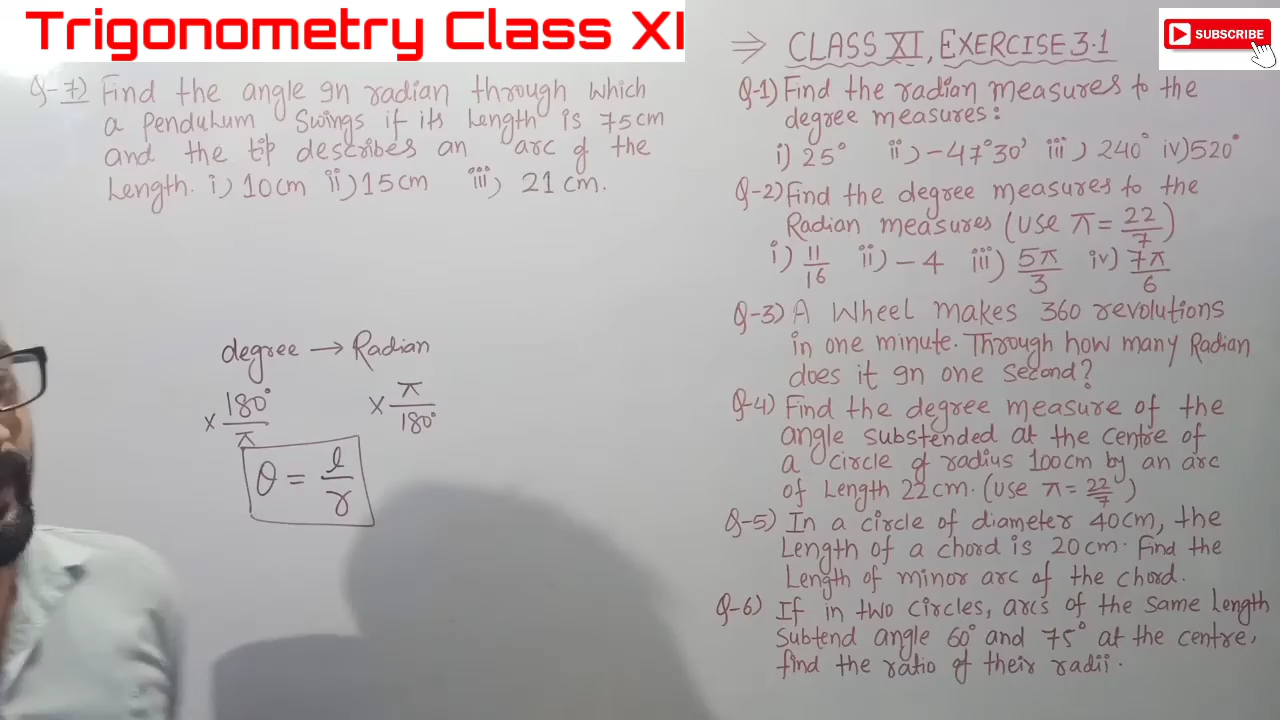 Trigonometry Class XI
Q-7) Find the angle in radian through which
a Pendulum Swings if its Length is 75cm
and the tip describes an arc of the
Length. i) 10cm ii) 15cm iii) 21cm.
degree → Radian
× 180°/π × π/180°
θ = l/r
⇒ CLASS XI, EXERCISE 3.1
SUBSCRIBE
Q-1) Find the radian measures to the
degree measures:
i) 25° ii) -47°30' iii) 240° iv) 520°
Q-2) Find the degree measures to the
Radian measures (use π = 22/7)
i) 11/16 ii) -4 iii) 5π/3 iv) 7π/6
Q-3) A Wheel makes 360 revolutions
in one minute. Through how many Radian
does it in one second?
Q-4) Find the degree measure of the
angle substended at the centre of
a circle of radius 100cm by an arc
of Length 22cm. (use π = 22/7)
Q-5) In a circle of diameter 40cm, the
Length of a chord is 20cm. Find the
Length of minor arc of the chord.
Q-6) If in two circles, arcs of the same Length
Subtend angle 60° and 75° at the centre,
find the ratio of their radii.